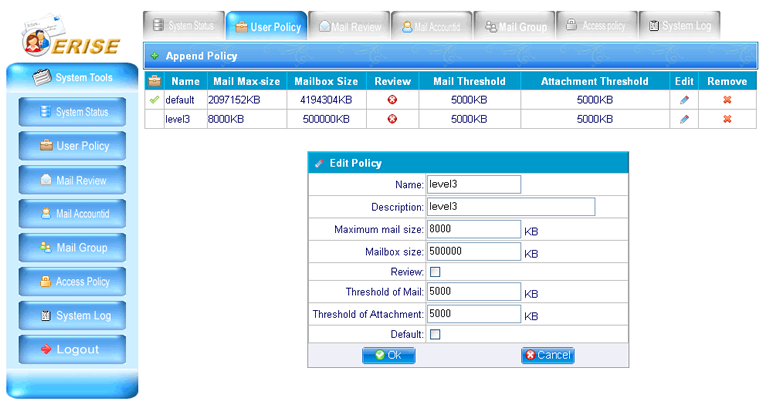 ERISE
System Status User Policy Mail Review Mail Accountid Mail Group Access policy System Log
Append Policy
Name Mail Max-size Mailbox Size Review Mail Threshold Attachment Threshold Edit Remove
default 2097152KB 4194304KB 5000KB 5000KB
level3 8000KB 500000KB 5000KB 5000KB
System Tools
System Status
User Policy
Mail Review
Mail Accountid
Mail Group
Access Policy
System Log
Logout
Edit Policy
Name: level3
Description: level3
Maximum mail size: 8000 KB
Mailbox size: 500000 KB
Review:
Threshold of Mail: 5000 KB
Threshold of Attachment: 5000 KB
Default:
Ok Cancel